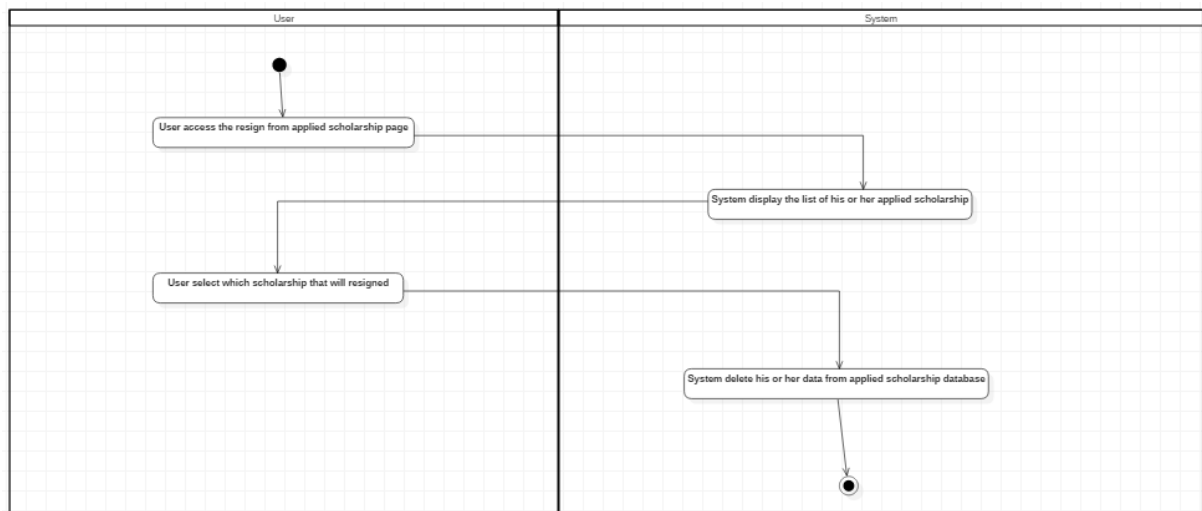 User
System
User access the resign from applied scholarship page
System display the list of his or her applied scholarship
User select which scholarship that will resigned
System delete his or her data from applied scholarship database